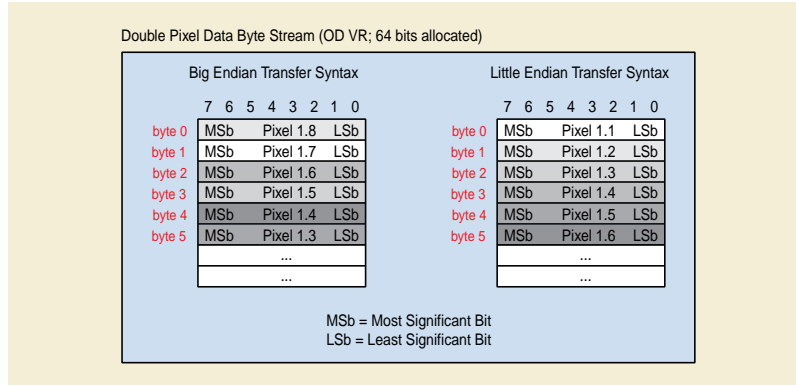 Double Pixel Data Byte Stream (OD VR; 64 bits allocated)
Big Endian Transfer Syntax
7 6 5 4 3 2 1 0
byte 0 MSb Pixel 1.8 LSb
byte 1 MSb Pixel 1.7 LSb
byte 2 MSb Pixel 1.6 LSb
byte 3 MSb Pixel 1.5 LSb
byte 4 MSb Pixel 1.4 LSb
byte 5 MSb Pixel 1.3 LSb
...
...
Little Endian Transfer Syntax
7 6 5 4 3 2 1 0
byte 0 MSb Pixel 1.1 LSb
byte 1 MSb Pixel 1.2 LSb
byte 2 MSb Pixel 1.3 LSb
byte 3 MSb Pixel 1.4 LSb
byte 4 MSb Pixel 1.5 LSb
byte 5 MSb Pixel 1.6 LSb
...
...
MSb = Most Significant Bit
LSb = Least Significant Bit